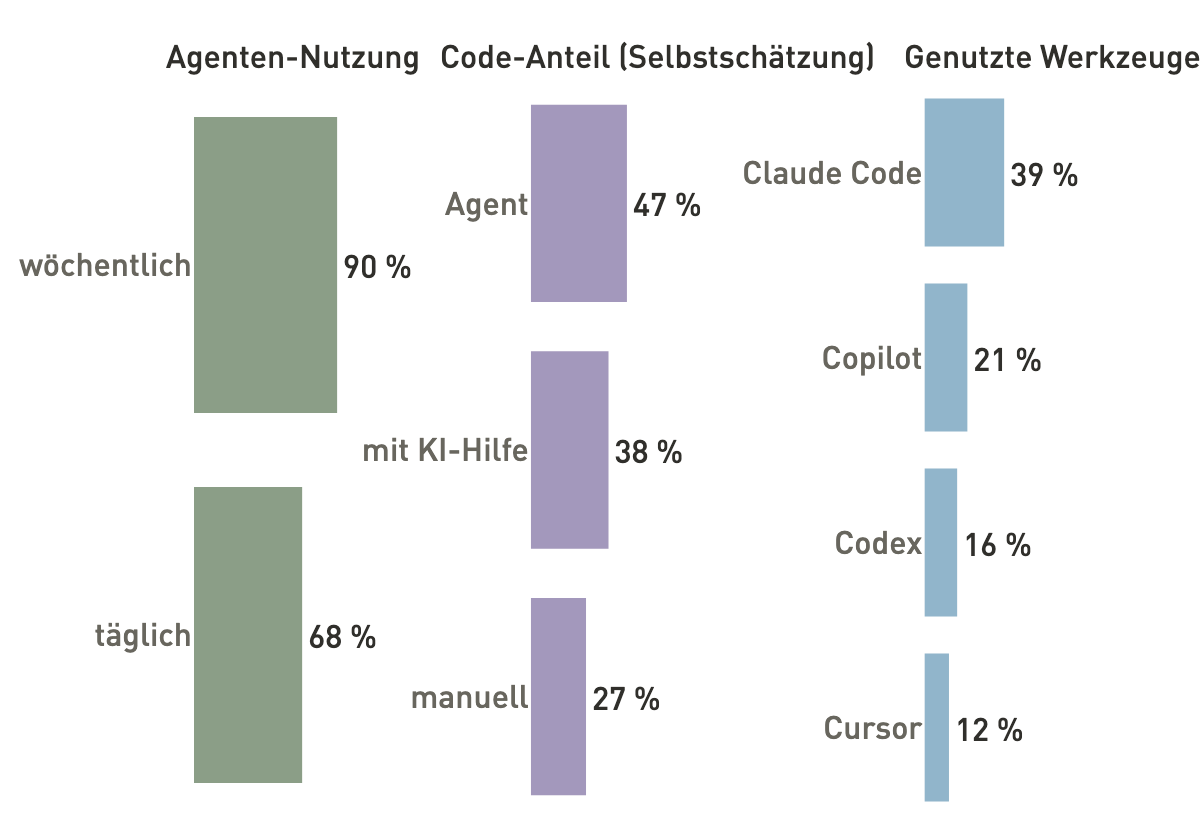 Agenten-Nutzung
wöchentlich 90 %
täglich 68 %
Code-Anteil (Selbstschätzung)
Agent 47 %
mit KI-Hilfe 38 %
manuell 27 %
Genutzte Werkzeuge
Claude Code 39 %
Copilot 21 %
Codex 16 %
Cursor 12 %